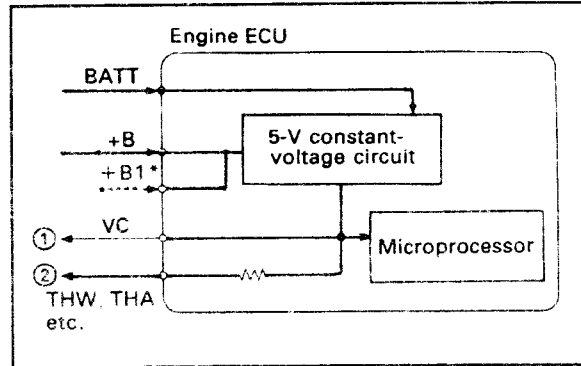 Engine ECU
BATT
5-V constant-
voltage circuit
+B
+B1*
① VC
Microprocessor
②
THW, THA
etc.